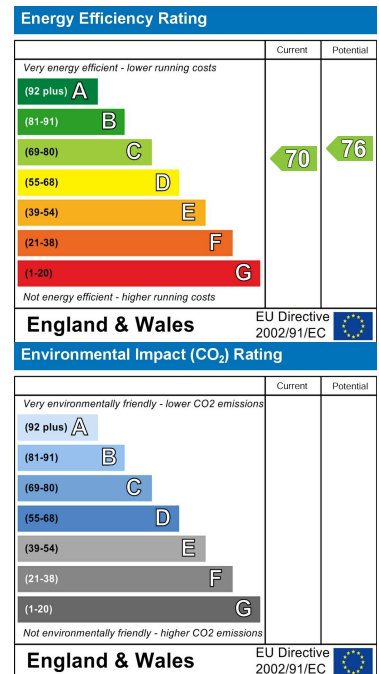 Energy Efficiency Rating
Current Potential
Very energy efficient - lower running costs
(92 plus) A
(81-91) B
(69-80) C
(55-68) D
(39-54) E
(21-38) F
(1-20) G
70 76
Not energy efficient - higher running costs
England & Wales
EU Directive
2002/91/EC
Environmental Impact (CO₂) Rating
Current Potential
Very environmentally friendly - lower CO2 emissions
(92 plus) A
(81-91) B
(69-80) C
(55-68) D
(39-54) E
(21-38) F
(1-20) G
Not environmentally friendly - higher CO2 emissions
England & Wales
EU Directive
2002/91/EC